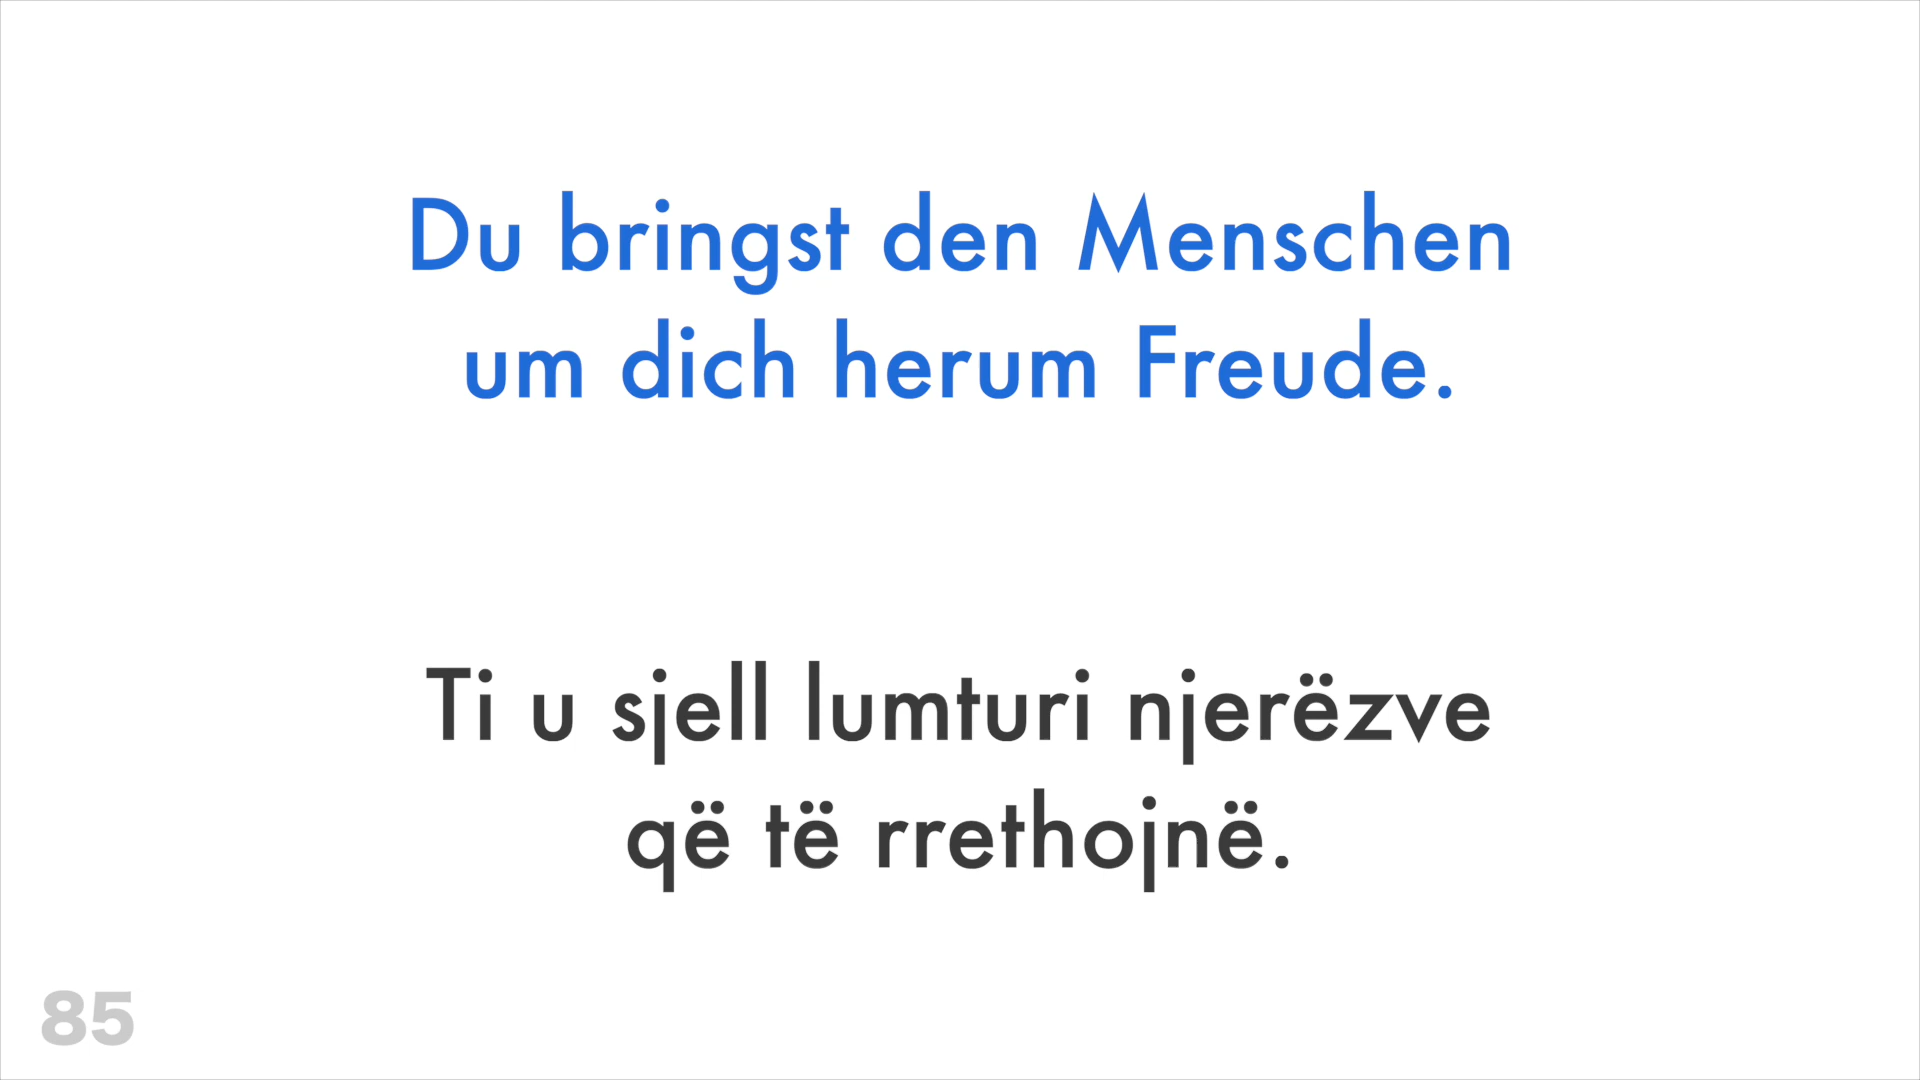 Du bringst den Menschen
um dich herum Freude.
Ti u sjell lumturi njerëzve
që të rrethojnë.
85